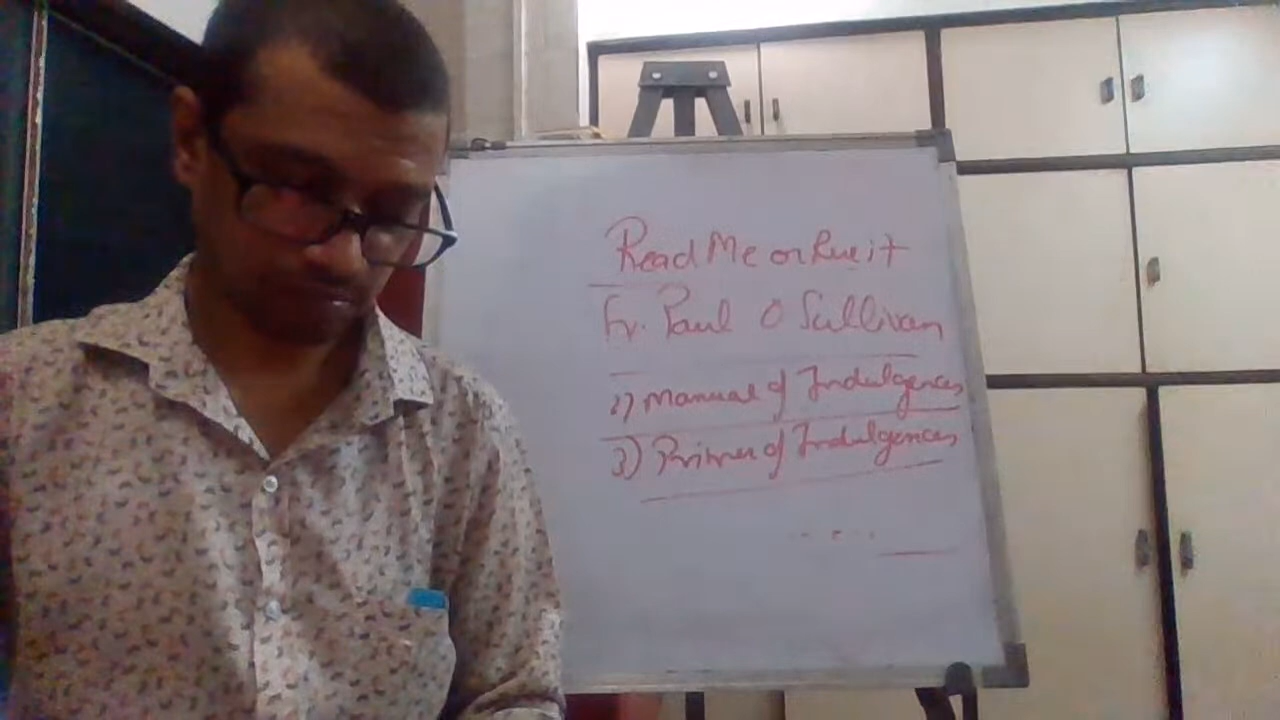 Read Me or Rue it
Fr. Paul O Sullivan
2) Manual of Indulgences
3) Primer of Indulgences